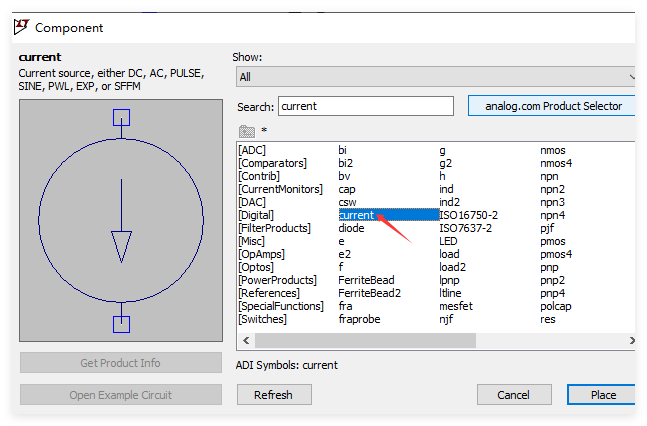 Component
current
Current source, either DC, AC, PULSE,
SINE, PWL, EXP, or SFFM
Show:
All
Search: current
analog.com Product Selector
*
[ADC] bi g nmos
[Comparators] bi2 g2 nmos4
[Contrib] bv h npn
[CurrentMonitors] cap ind npn2
[DAC] csw ind2 npn3
[Digital] current ISO16750-2 npn4
[FilterProducts] diode ISO7637-2 pjf
[Misc] e LED pmos
[OpAmps] e2 load pmos4
[Optos] f load2 pnp
[PowerProducts] FerriteBead lpnp pnp2
[References] FerriteBead2 ltline pnp4
[SpecialFunctions] fra mesfet polcap
[Switches] fraprobe njf res
ADI Symbols: current
Get Product Info
Open Example Circuit
Refresh
Cancel
Place